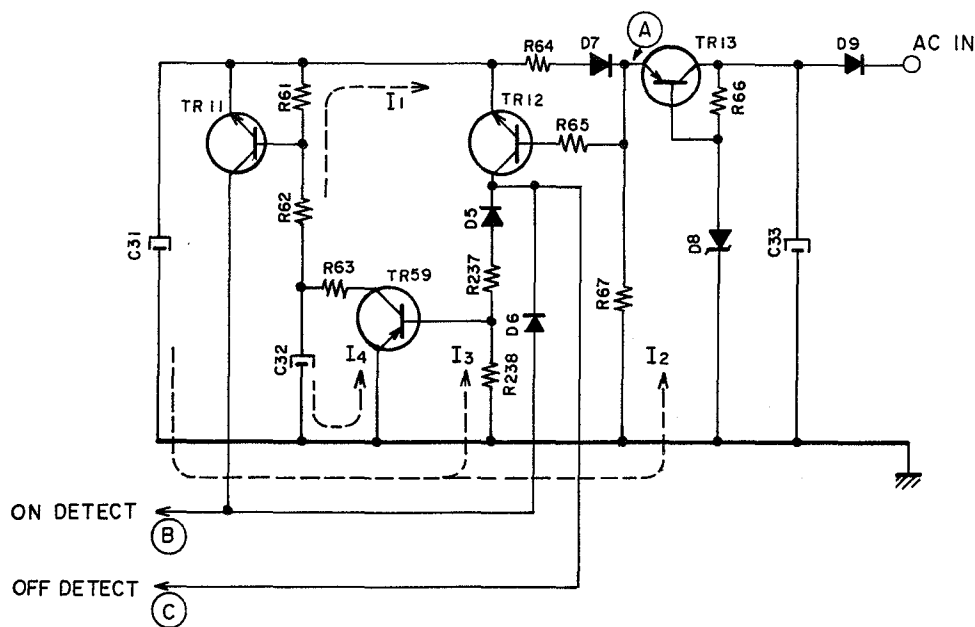 AC IN
A
R64
D7
TR13
D9
TR11
R61
I1
TR12
R65
R66
R62
C31
D5
D8
C33
R63
TR59
R237
D6
R67
C32
I4
I3
R238
I2
ON DETECT
B
OFF DETECT
C